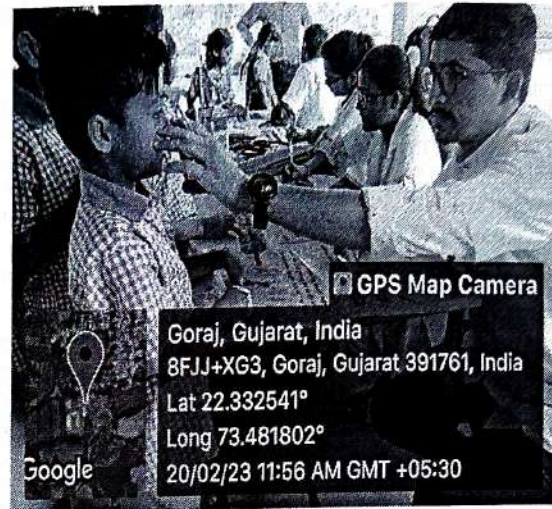 GPS Map Camera
Goraj, Gujarat, India
8FJJ+XG3, Goraj, Gujarat 391761, India
Lat 22.332541°
Long 73.481802°
20/02/23 11:56 AM GMT +05:30
Google